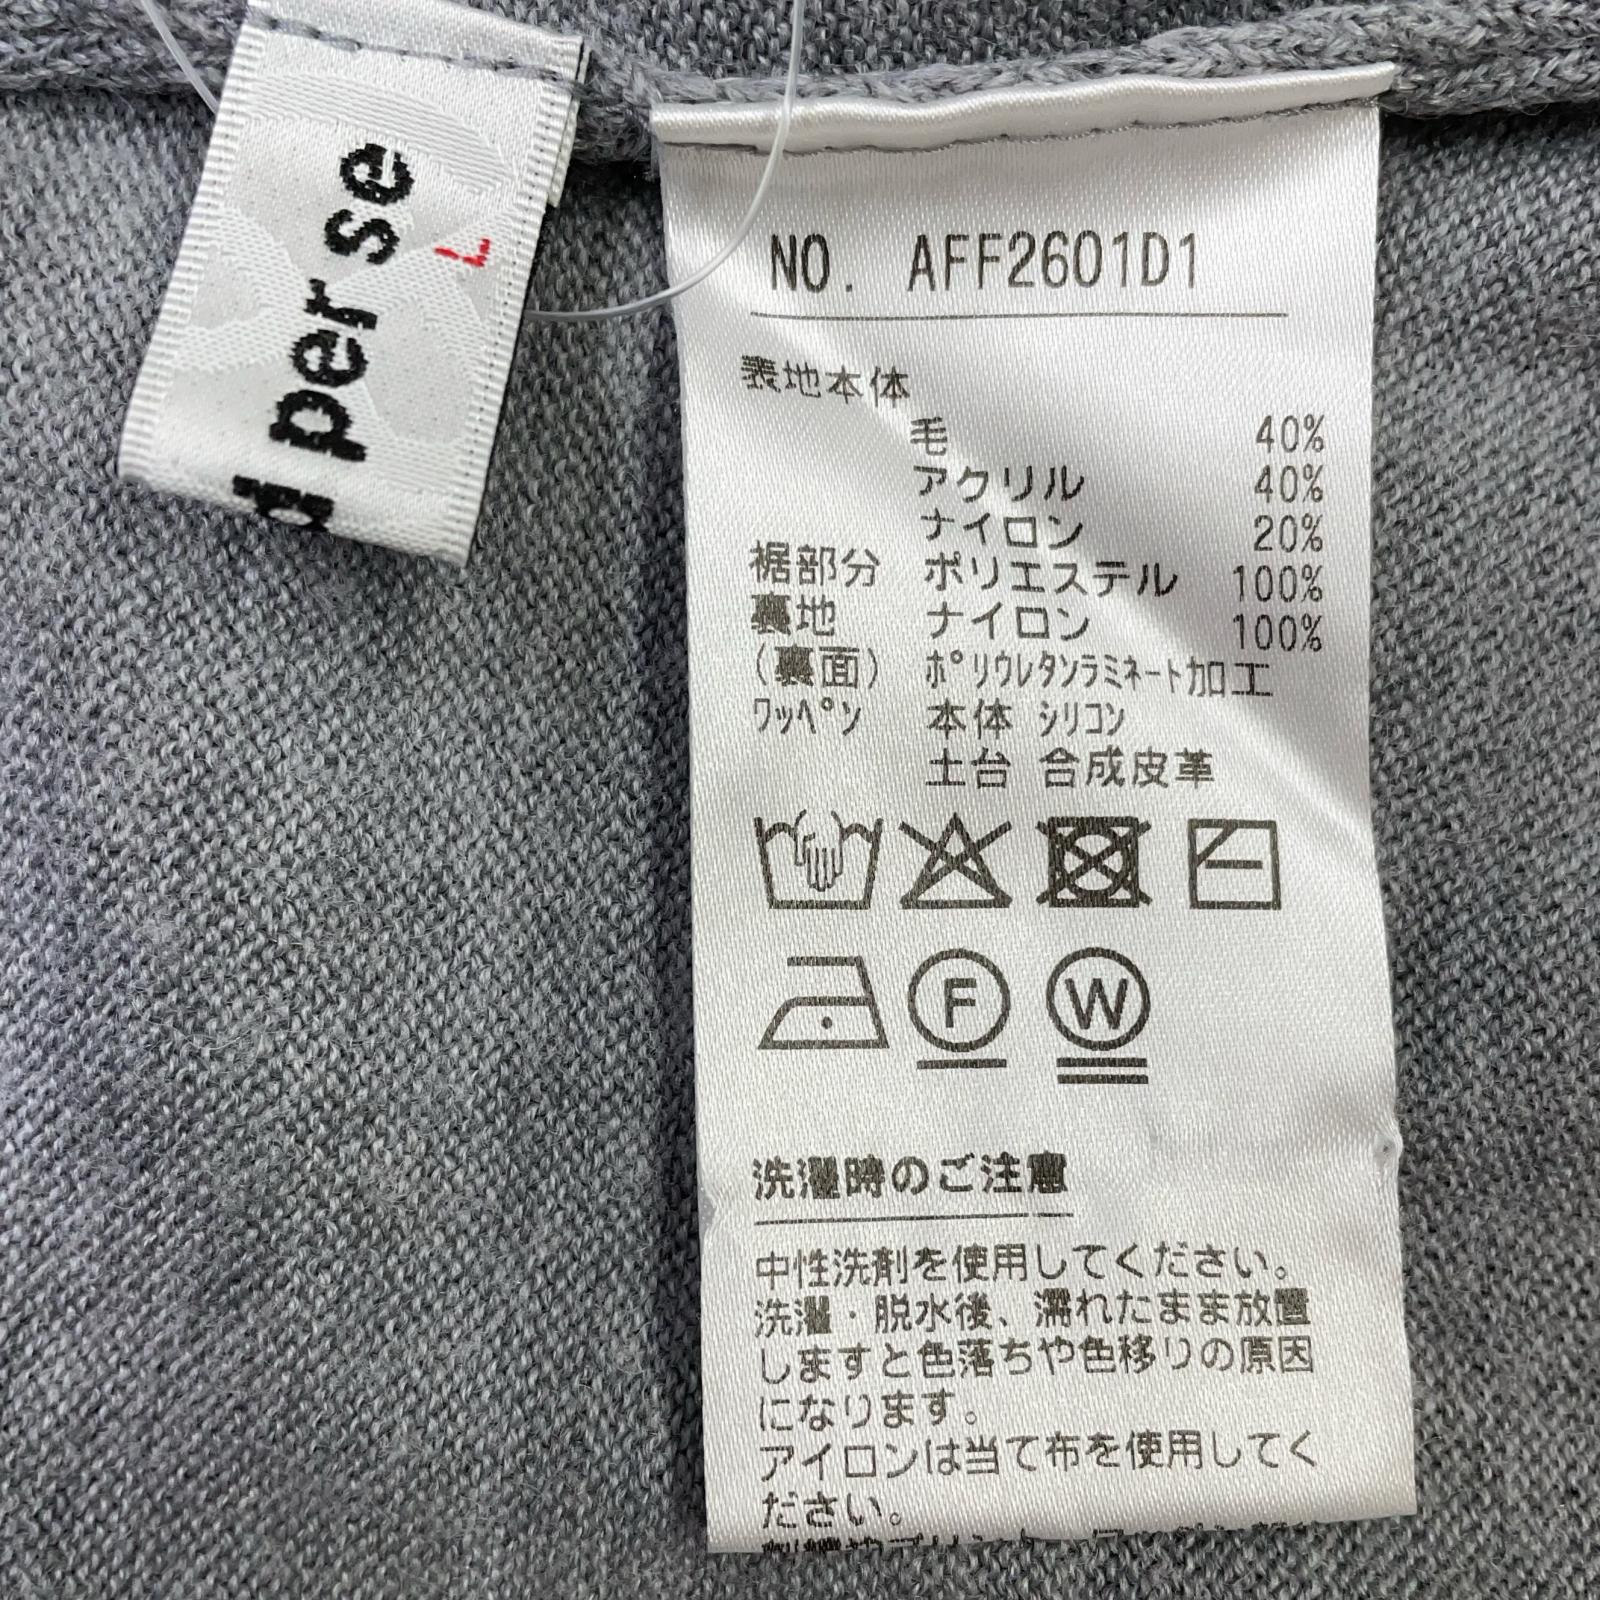 per se
L
NO. AFF2601D1
表地本体
毛 40%
アクリル 40%
ナイロン 20%
裾部分 ポリエステル 100%
裏地 ナイロン 100%
(裏面) ﾎﾟﾘｳﾚﾀﾝﾗﾐﾈｰﾄ加工
ﾜｯﾍﾟﾝ 本体 ｼﾘｺﾝ
土台 合成皮革
F
W
洗濯時のご注意
中性洗剤を使用してください。
洗濯・脱水後、濡れたまま放置
しますと色落ちや色移りの原因
になります。
アイロンは当て布を使用してく
ださい。